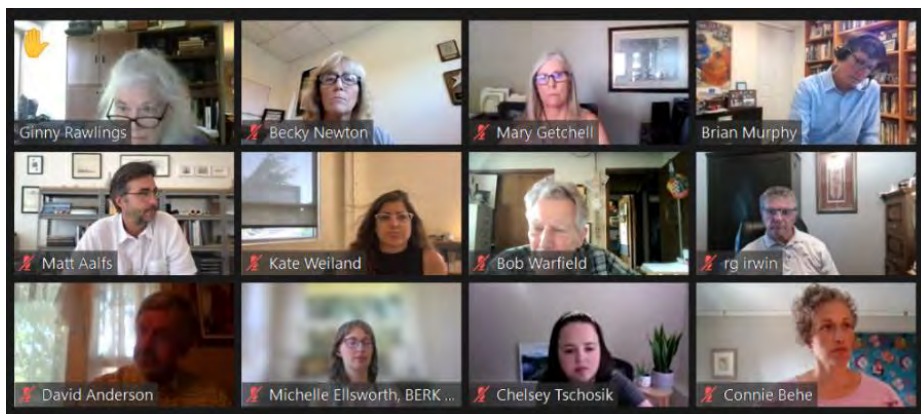 Ginny Rawlings
Becky Newton
Mary Getchell
Brian Murphy
Matt Aalfs
Kate Weiland
Bob Warfield
rg irwin
David Anderson
Michelle Ellsworth, BERK ...
Chelsey Tschosik
Connie Behe